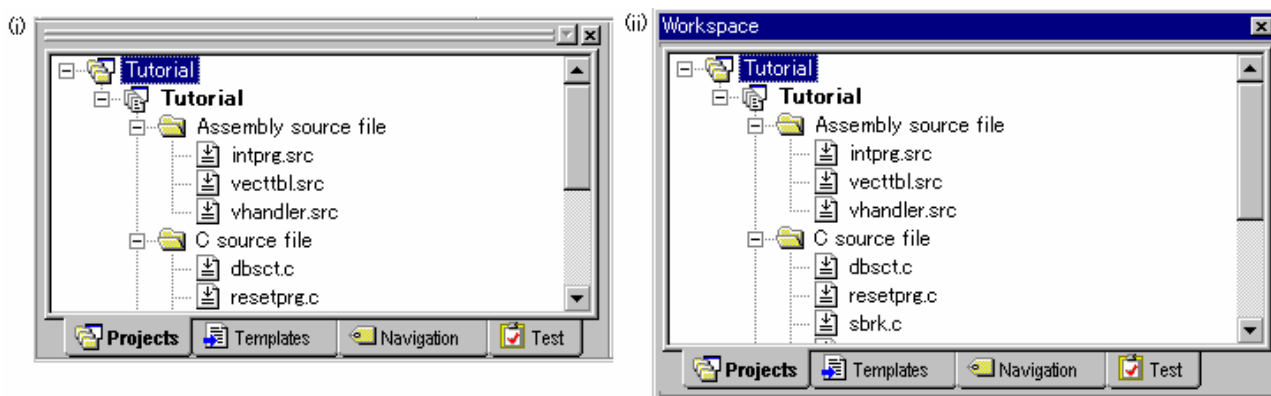 (i)
Tutorial
Tutorial
Assembly source file
intprg.src
vecttbl.src
vhandler.src
C source file
dbsct.c
resetprg.c
Projects Templates Navigation Test
(ii)
Workspace
Tutorial
Tutorial
Assembly source file
intprg.src
vecttbl.src
vhandler.src
C source file
dbsct.c
resetprg.c
sbrk.c
Projects Templates Navigation Test